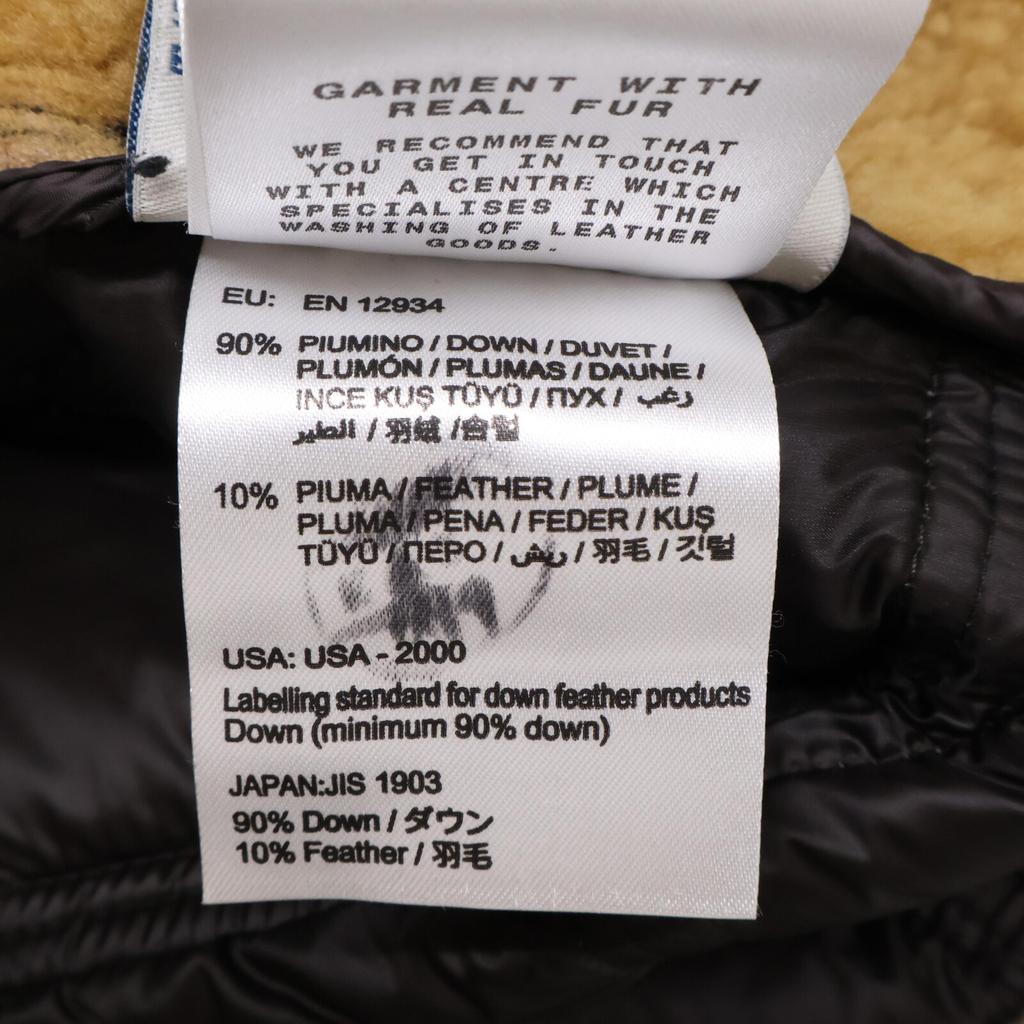 GARMENT WITH
REAL FUR
WE RECOMMEND THAT
YOU GET IN TOUCH
WITH A CENTRE WHICH
SPECIALISES IN THE
WASHING OF LEATHER
GOODS.
EU: EN 12934
90% PIUMINO / DOWN / DUVET /
PLUMÓN / PLUMAS / DAUNE /
INCE KUŞ TÜYÜ / ПУХ / رغب
الطير / 羽绒 / 솜털
10% PIUMA / FEATHER / PLUME /
PLUMA / PENA / FEDER / KUŞ
TÜYÜ / ПЕРО / ريش / 羽毛 / 깃털
USA: USA - 2000
Labelling standard for down feather products
Down (minimum 90% down)
JAPAN:JIS 1903
90% Down / ダウン
10% Feather / 羽毛